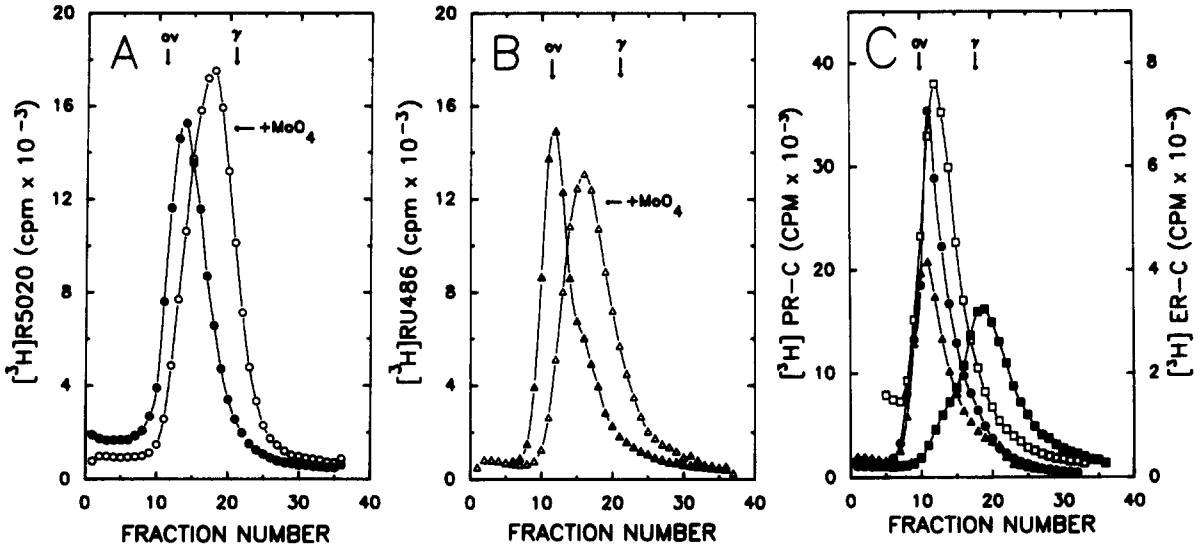 A
ov
γ
+MoO4
20
16
12
8
4
0
[3H]R5020 (cpm x 10−3)
0 10 20 30 40
FRACTION NUMBER
B
ov
γ
+MoO4
20
16
12
8
4
0
[3H]RU486 (cpm x 10−3)
0 10 20 30 40
FRACTION NUMBER
C
ov
γ
40
30
20
10
0
[3H] PR−C (CPM x 10−3)
8
6
4
2
0
[3H] ER−C (CPM x 10−3)
0 10 20 30 40
FRACTION NUMBER